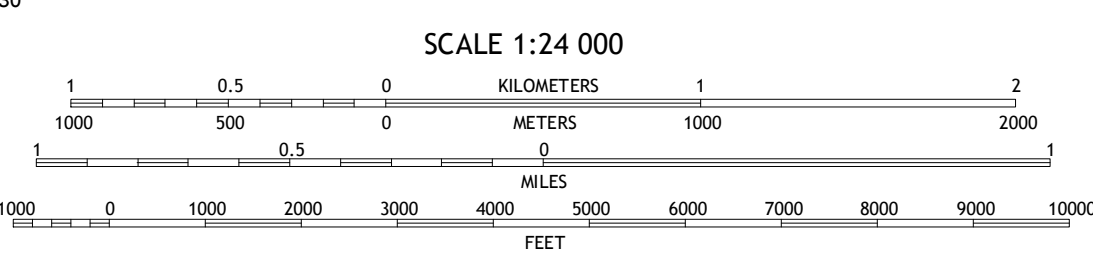 30
SCALE 1:24 000
1 0.5 0 KILOMETERS 1 2
1000 500 0 METERS 1000 2000
1 0.5 0 1
MILES
1000 0 1000 2000 3000 4000 5000 6000 7000 8000 9000 10000
FEET